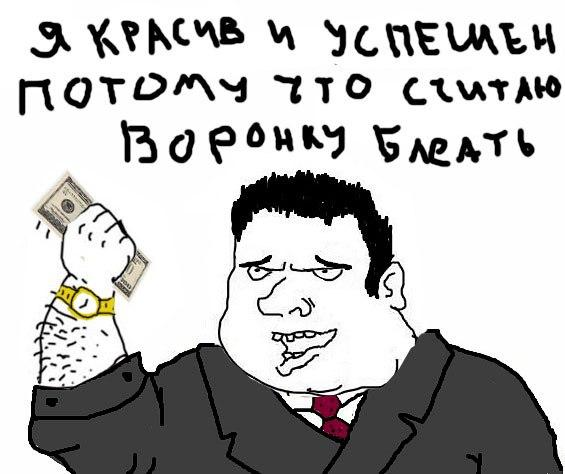 Я КРАСИВ И УСПЕШЕН
ПОТОМУ ЧТО СЧИТАЮ
ВОРОНКУ БЛЕАТЬ